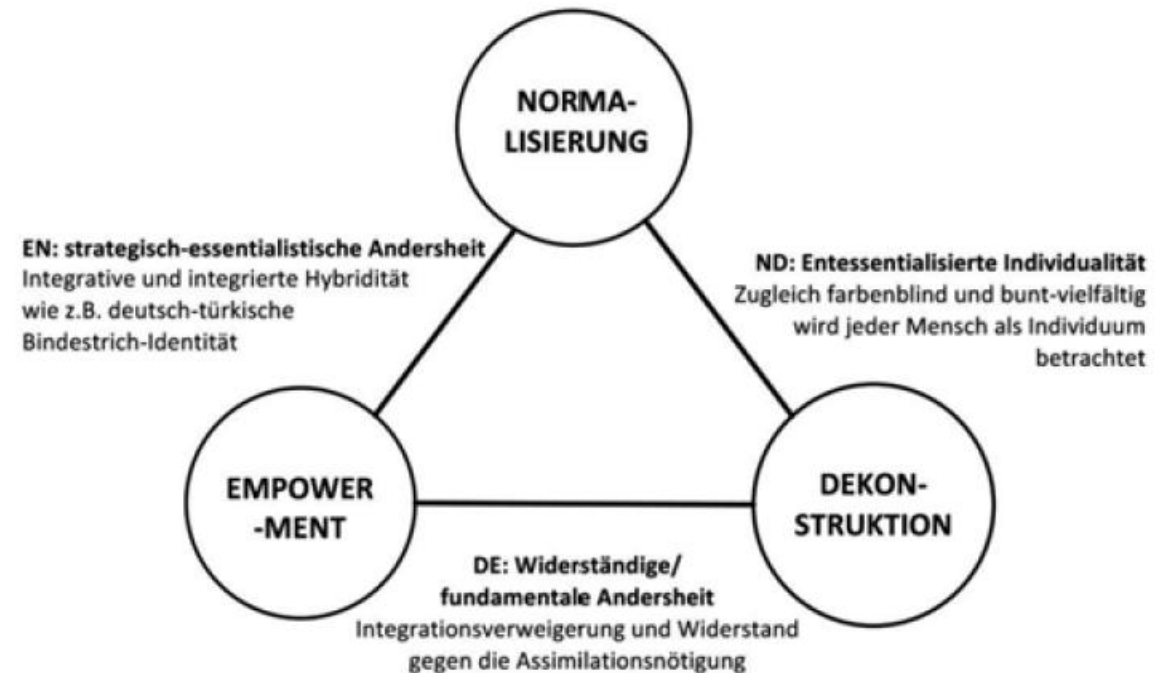 NORMA-
LISIERUNG
EN: strategisch-essentialistische Andersheit
Integrative und integrierte Hybridität
wie z.B. deutsch-türkische
Bindestrich-Identität
ND: Entessentialisierte Individualität
Zugleich farbenblind und bunt-vielfältig
wird jeder Mensch als Individuum
betrachtet
EMPOWER
-MENT
DEKON-
STRUKTION
DE: Widerständige/
fundamentale Andersheit
Integrationsverweigerung und Widerstand
gegen die Assimilationsnötigung